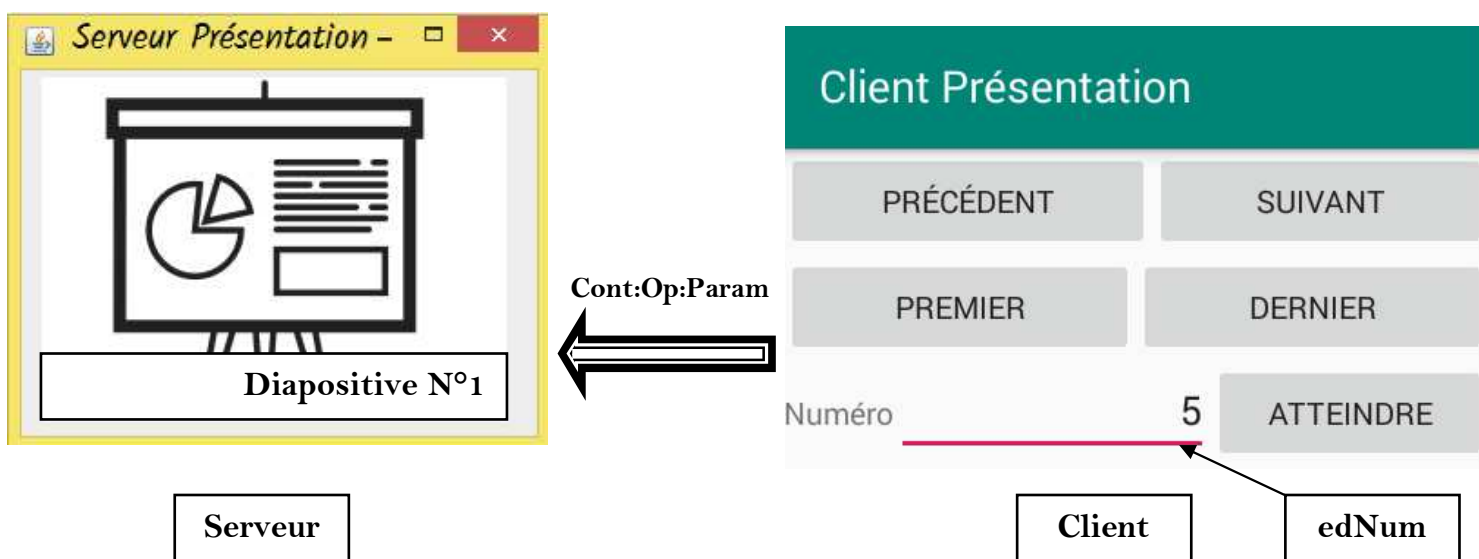 Serveur Présentation –
Diapositive N°1
Serveur
Cont:Op:Param
Client Présentation
PRÉCÉDENT SUIVANT
PREMIER DERNIER
Numéro 5 ATTEINDRE
Client
edNum